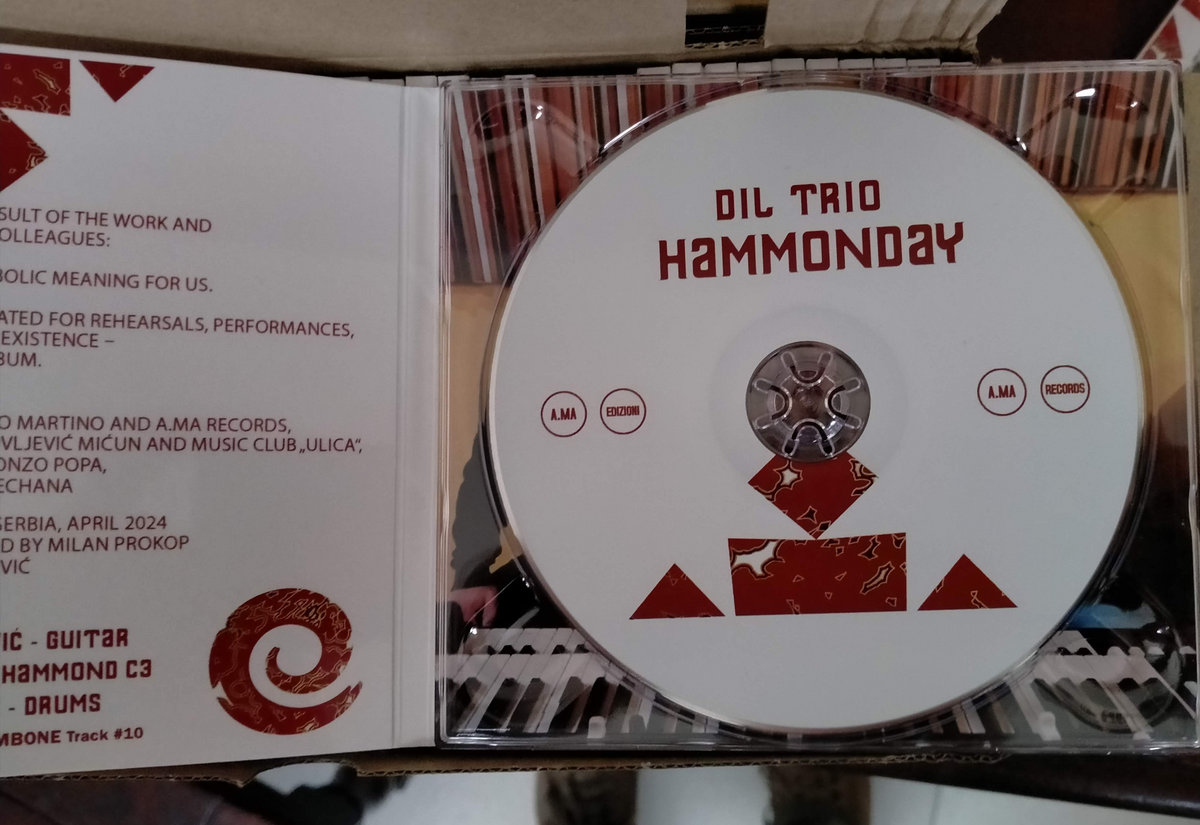 SULT OF THE WORK AND
OLLEAGUES:
BOLIC MEANING FOR US.
ATED FOR REHEARSALS, PERFORMANCES,
EXISTENCE –
BUM.
O MARTINO AND A.MA RECORDS,
VLJEVIĆ MIĆUN AND MUSIC CLUB „ULICA“,
ONZO POPA,
ECHANA
SERBIA, APRIL 2024
D BY MILAN PROKOP
VIĆ
IĆ - GUITAR
HAMMOND C3
- DRUMS
MBONE Track #10
DIL TRIO
HAMMONDAY
A.MA EDIZIONI
A.MA RECORDS